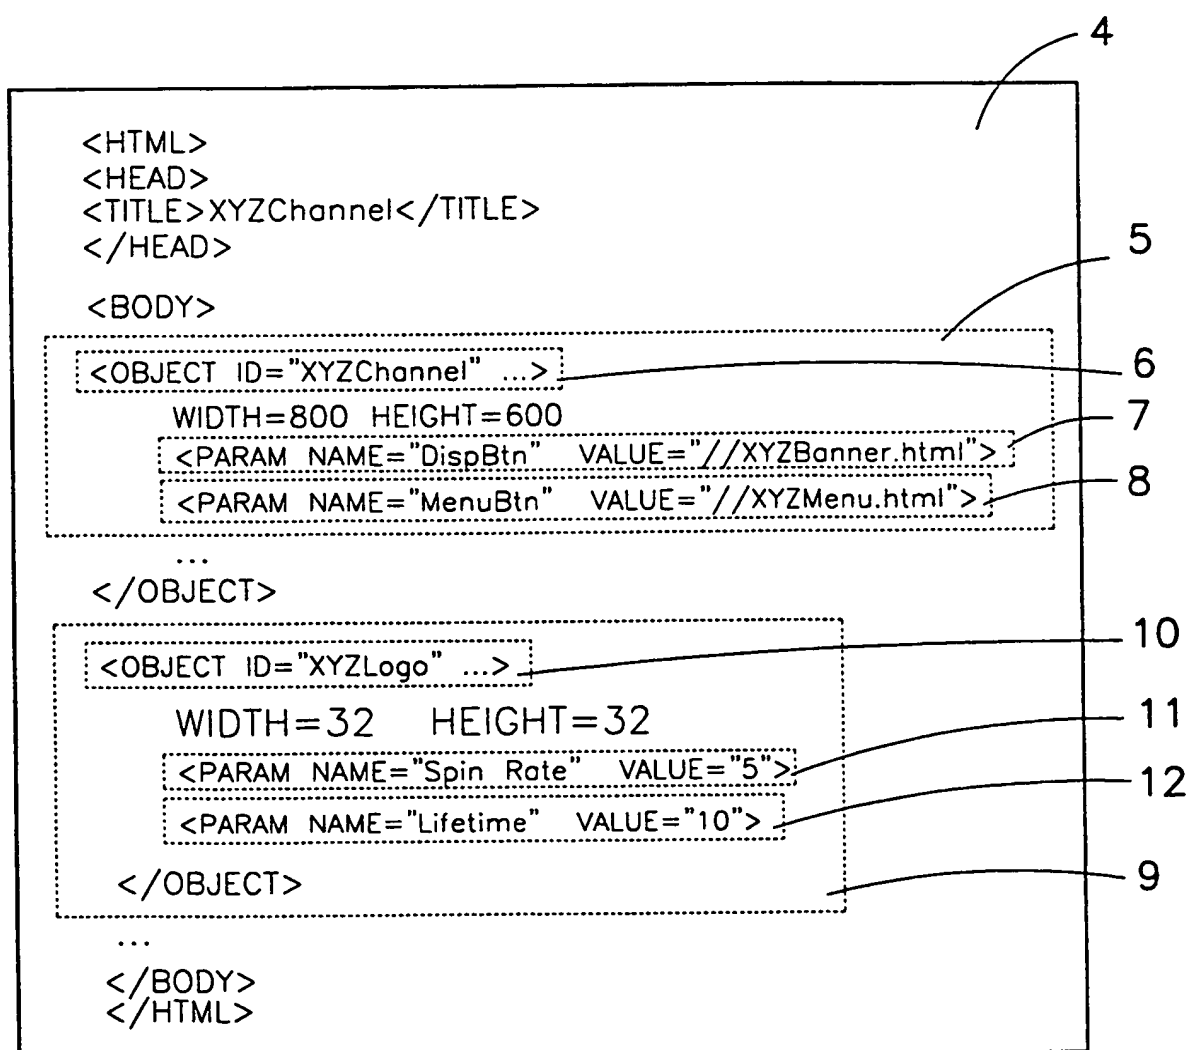 4
<HTML>
<HEAD>
<TITLE>XYZChannel</TITLE>
</HEAD>
5
<BODY>
<OBJECT ID="XYZChannel" ...>
6
WIDTH=800 HEIGHT=600
7
<PARAM NAME="DispBtn" VALUE="//XYZBanner.html">
8
<PARAM NAME="MenuBtn" VALUE="//XYZMenu.html">
...
</OBJECT>
10
<OBJECT ID="XYZLogo" ...>
WIDTH=32 HEIGHT=32
11
<PARAM NAME="Spin Rate" VALUE="5">
12
<PARAM NAME="Lifetime" VALUE="10">
</OBJECT>
9
...
</BODY>
</HTML>